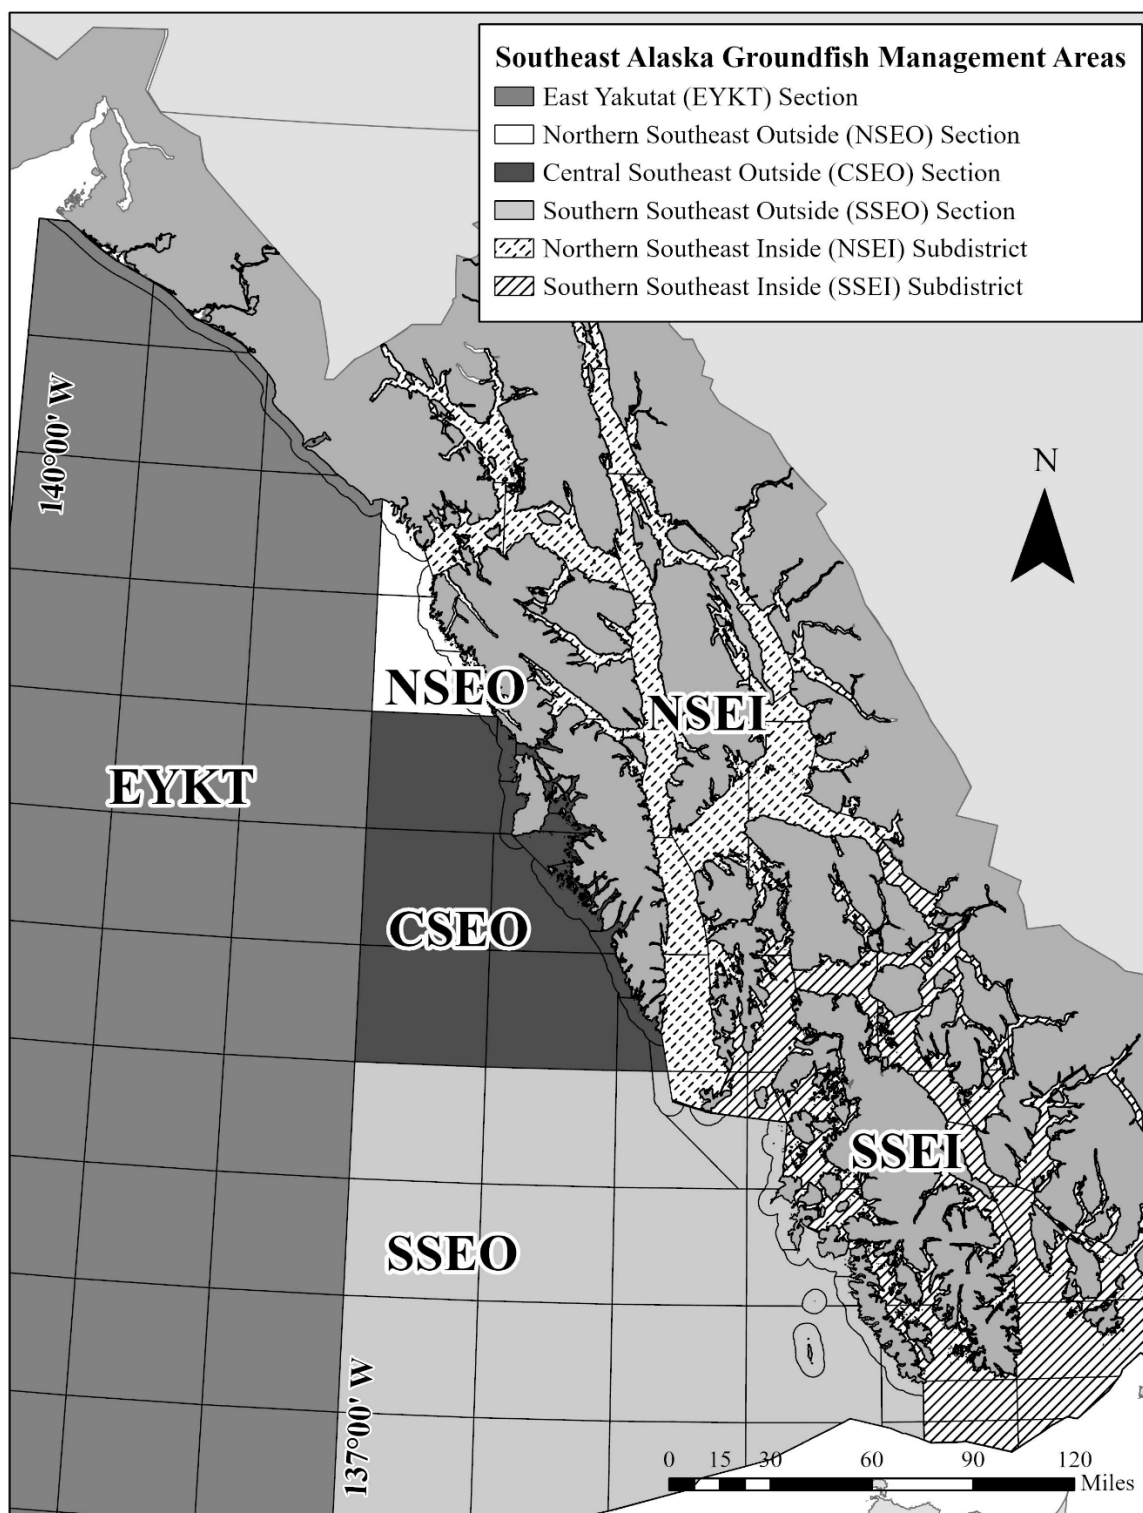 Southeast Alaska Groundfish Management Areas
East Yakutat (EYKT) Section
Northern Southeast Outside (NSEO) Section
Central Southeast Outside (CSEO) Section
Southern Southeast Outside (SSEO) Section
Northern Southeast Inside (NSEI) Subdistrict
Southern Southeast Inside (SSEI) Subdistrict
140°00' W
N
NSEO
NSEI
EYKT
CSEO
SSEI
SSEO
137°00' W
0 15 30 60 90 120
Miles